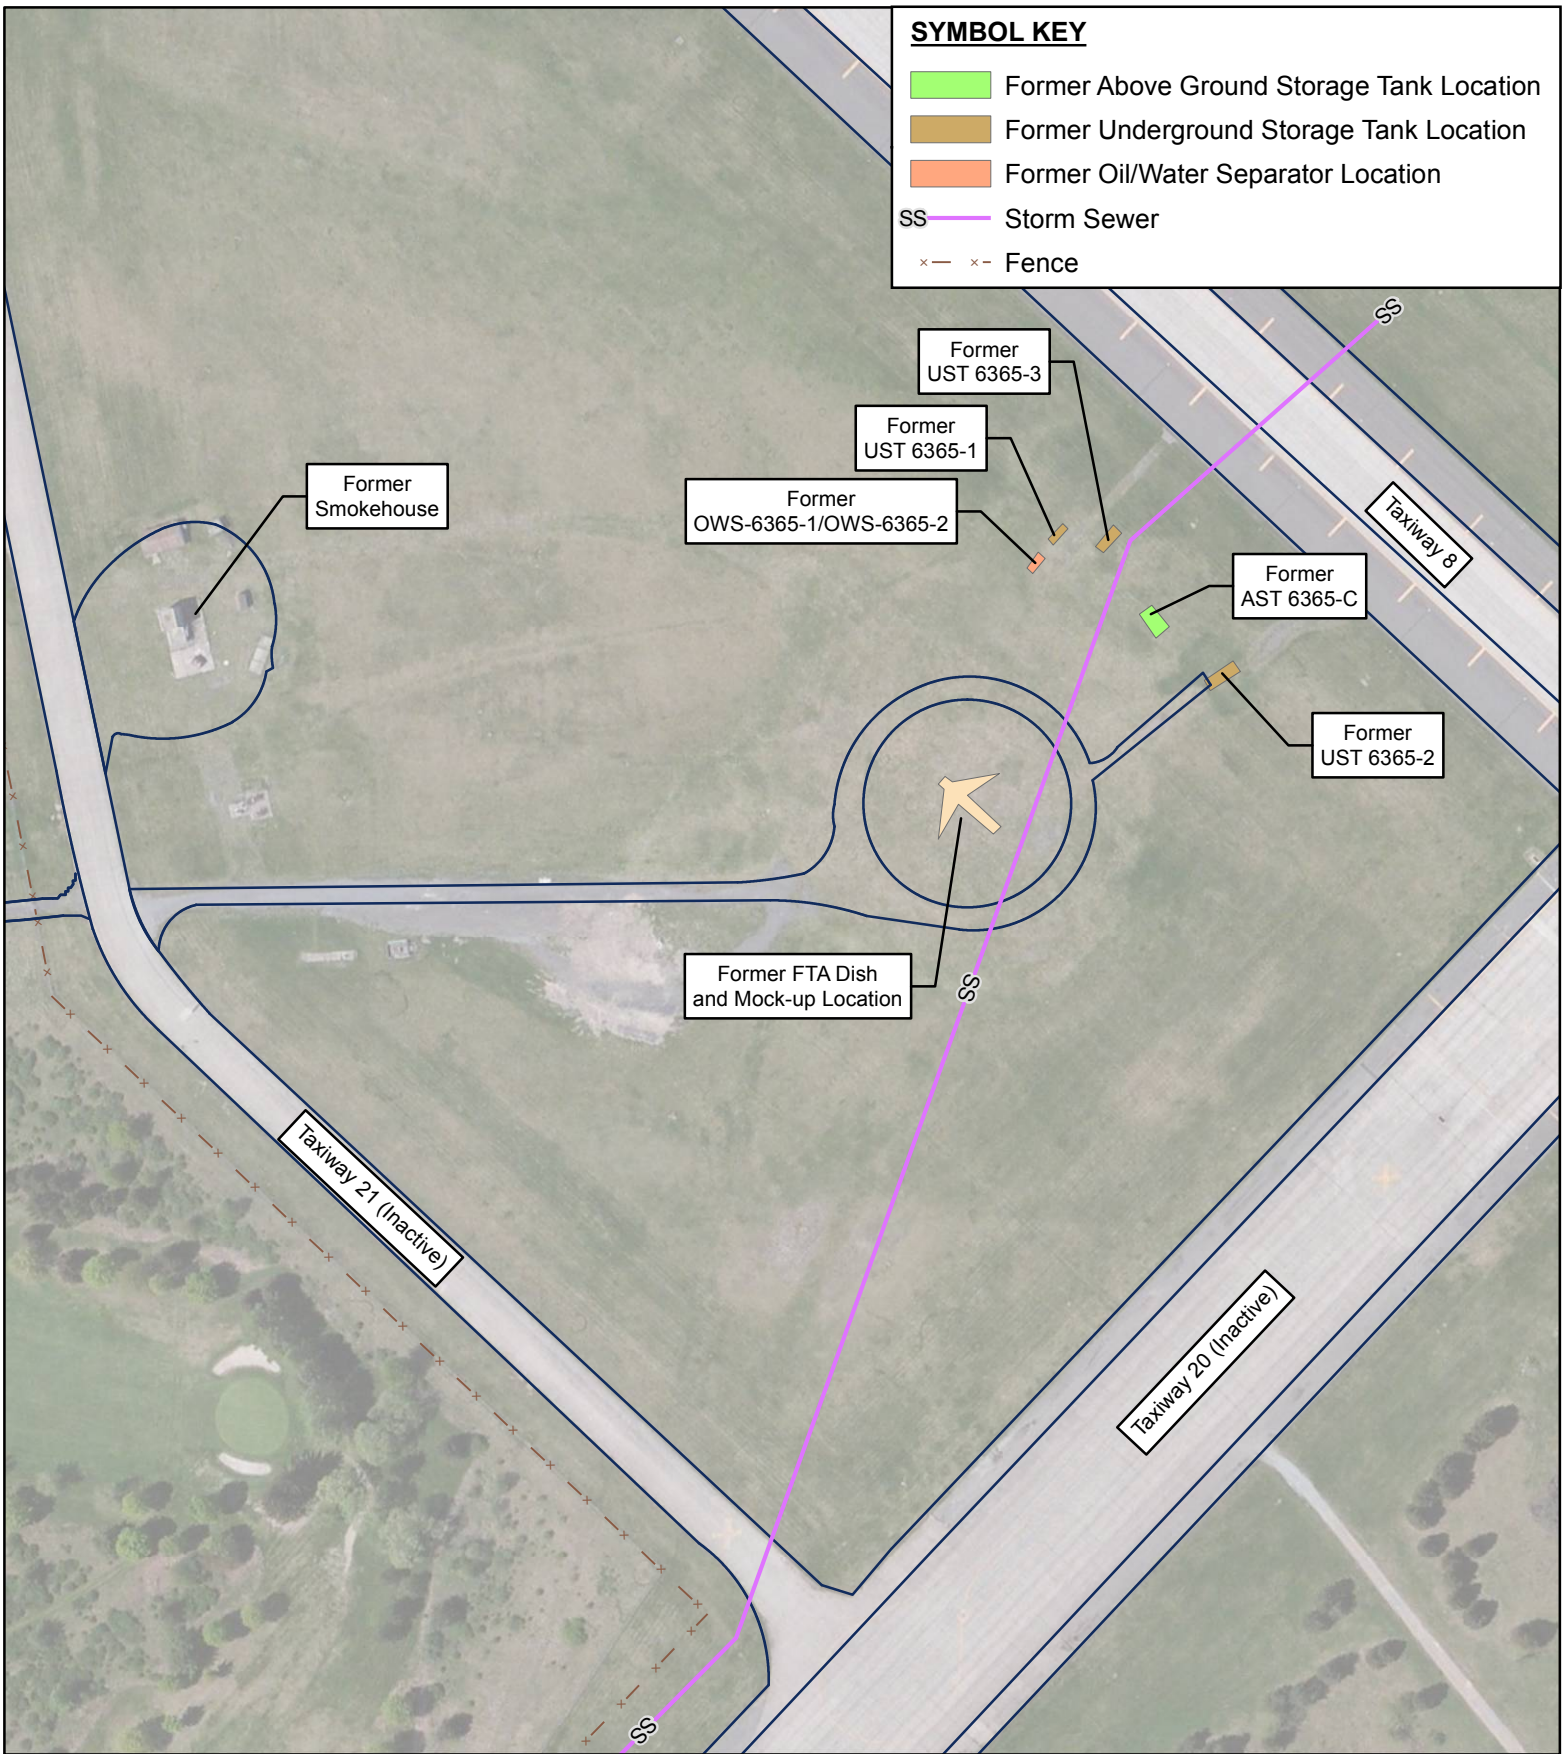 SYMBOL KEY
Former Above Ground Storage Tank Location
Former Underground Storage Tank Location
Former Oil/Water Separator Location
SS Storm Sewer
Fence
SS
Former
UST 6365-3
Former
UST 6365-1
Former
OWS-6365-1/OWS-6365-2
Former
Smokehouse
Taxiway 8
Former
AST 6365-C
Former
UST 6365-2
Former FTA Dish
and Mock-up Location
SS
Taxiway 21 (Inactive)
Taxiway 20 (Inactive)
SS